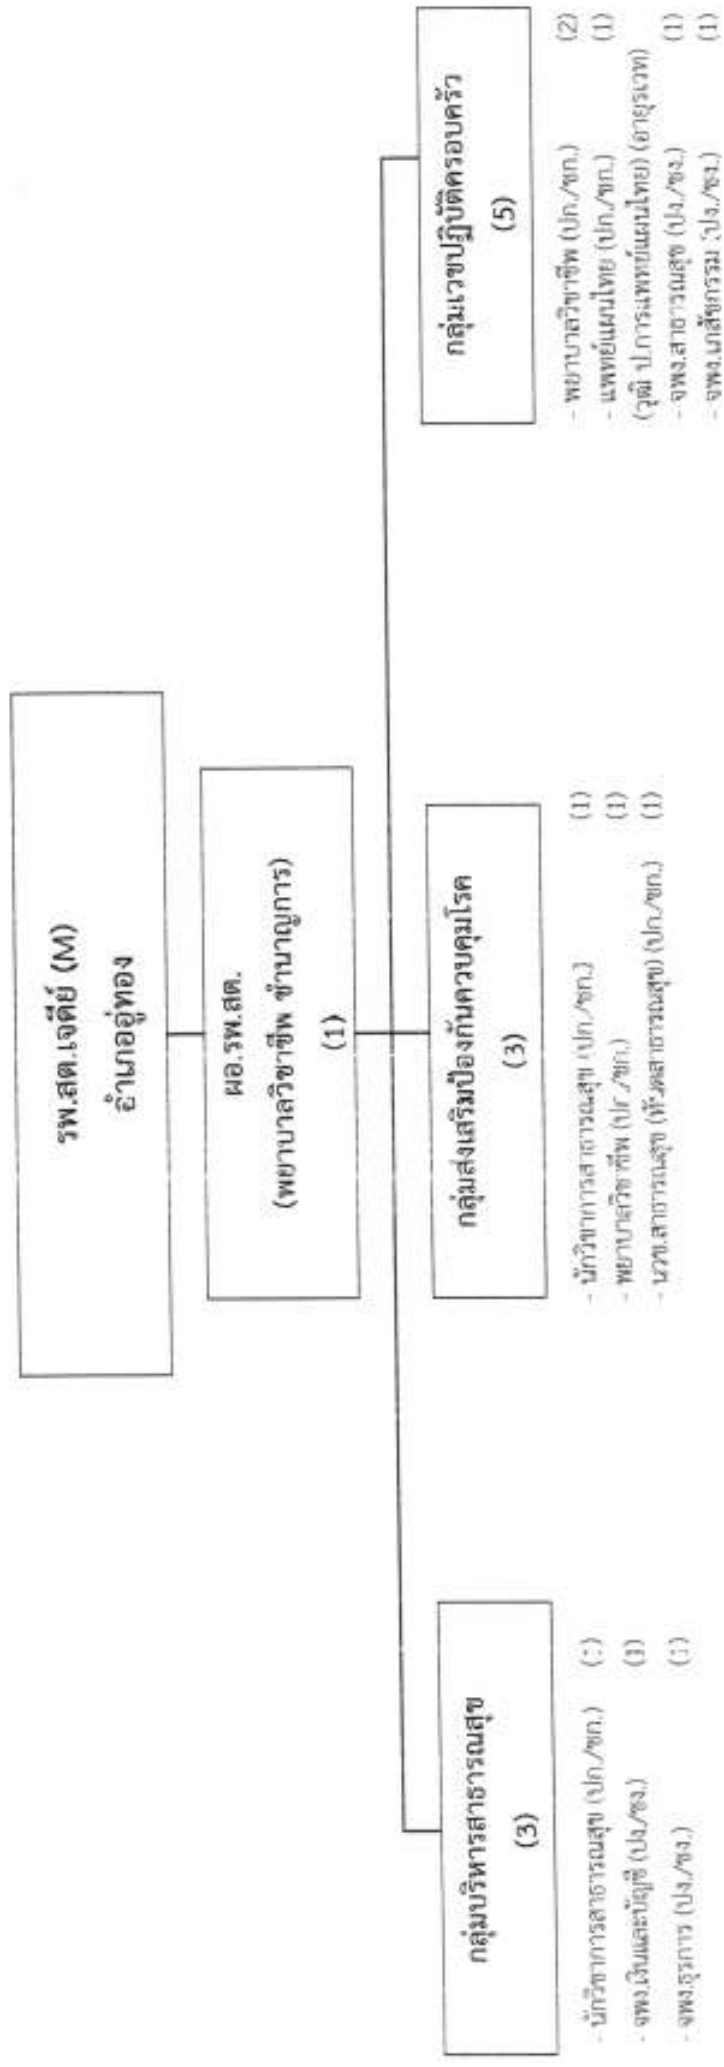 รพ.สต.เจดีย์ (M)
อำเภออู่ทอง
ผอ.รพ.สต.
(พยาบาลวิชาชีพ ชำนาญการ)
(1)
กลุ่มบริหารสาธารณสุข
(3)
- นักวิชาการสาธารณสุข (ปก./ชก.)
- จพง.เงินและบัญชี (ปง./ชง.)
- จพง.ธุรการ (ปง./ชง.)
กลุ่มส่งเสริมป้องกันควบคุมโรค
(3)
- นักวิชาการสาธารณสุข (ปก./ชก.) (1)
- พยาบาลวิชาชีพ (ปก./ชก.) (1)
- นวช.สาธารณสุข (ทันตสาธารณสุข) (ปก./ชก.) (1)
กลุ่มเวชปฏิบัติครอบครัว
(5)
- พยาบาลวิชาชีพ (ปก./ชก.) (2)
- แพทย์แผนไทย (ปก./ชก.) (1)
(วุฒิ ป.การแพทย์แผนไทย) (อายุรเวท)
- จพง.สาธารณสุข (ปง./ชง.) (1)
- จพง.เภสัชกรรม (ปง./ชง.) (1)